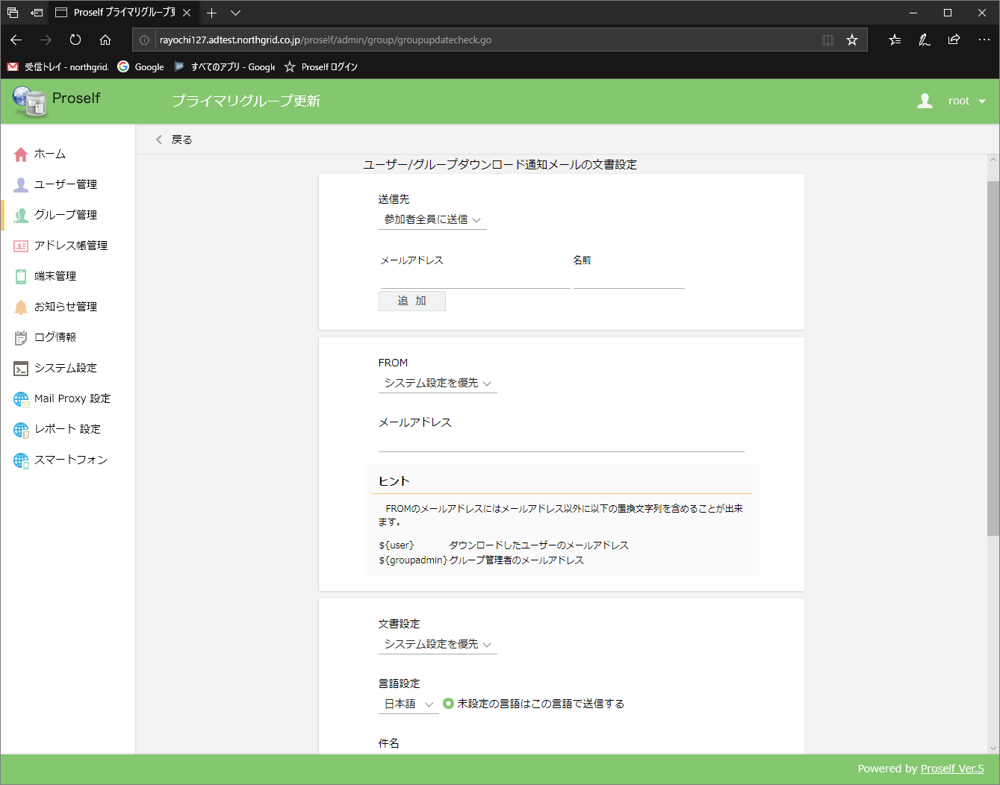 Proself プライマリグループ更
rayochi127.adtest.northgrid.co.jp/proself/admin/group/groupupdatecheck.go
受信トレイ - northgrid.
Google
すべてのアプリ - Google
Proself ログイン
Proself
プライマリグループ更新
root
戻る
ホーム
ユーザー管理
グループ管理
アドレス帳管理
端末管理
お知らせ管理
ログ情報
システム設定
Mail Proxy 設定
レポート 設定
スマートフォン
ユーザー/グループダウンロード通知メールの文書設定
送信先
参加者全員に送信
メールアドレス 名前
追 加
FROM
システム設定を優先
メールアドレス
ヒント
FROMのメールアドレスにはメールアドレス以外に以下の置換文字列を含めることが出来
ます。
${user} ダウンロードしたユーザーのメールアドレス
${groupadmin} グループ管理者のメールアドレス
文書設定
システム設定を優先
言語設定
日本語 未設定の言語はこの言語で送信する
件名
Powered by Proself Ver.5